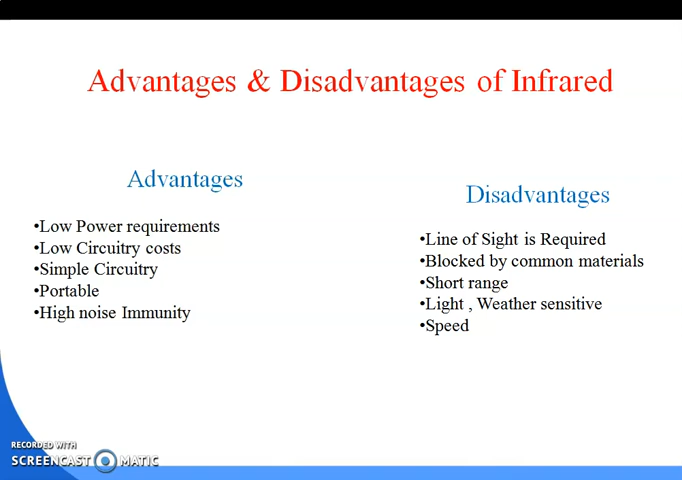 Advantages & Disadvantages of Infrared
Advantages
•Low Power requirements
•Low Circuitry costs
•Simple Circuitry
•Portable
•High noise Immunity
Disadvantages
•Line of Sight is Required
•Blocked by common materials
•Short range
•Light , Weather sensitive
•Speed
RECORDED WITH
SCREENCAST MATIC